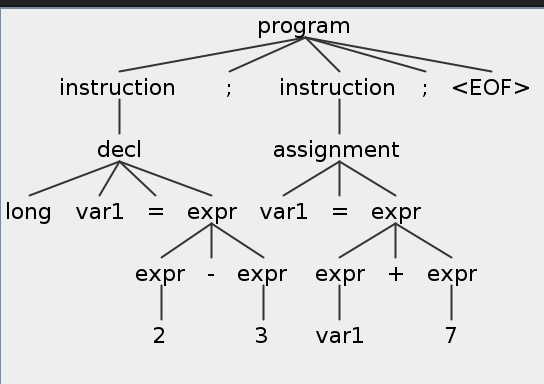 program
instruction ; instruction ; <EOF>
decl assignment
long var1 = expr var1 = expr
expr - expr expr + expr
2 3 var1 7